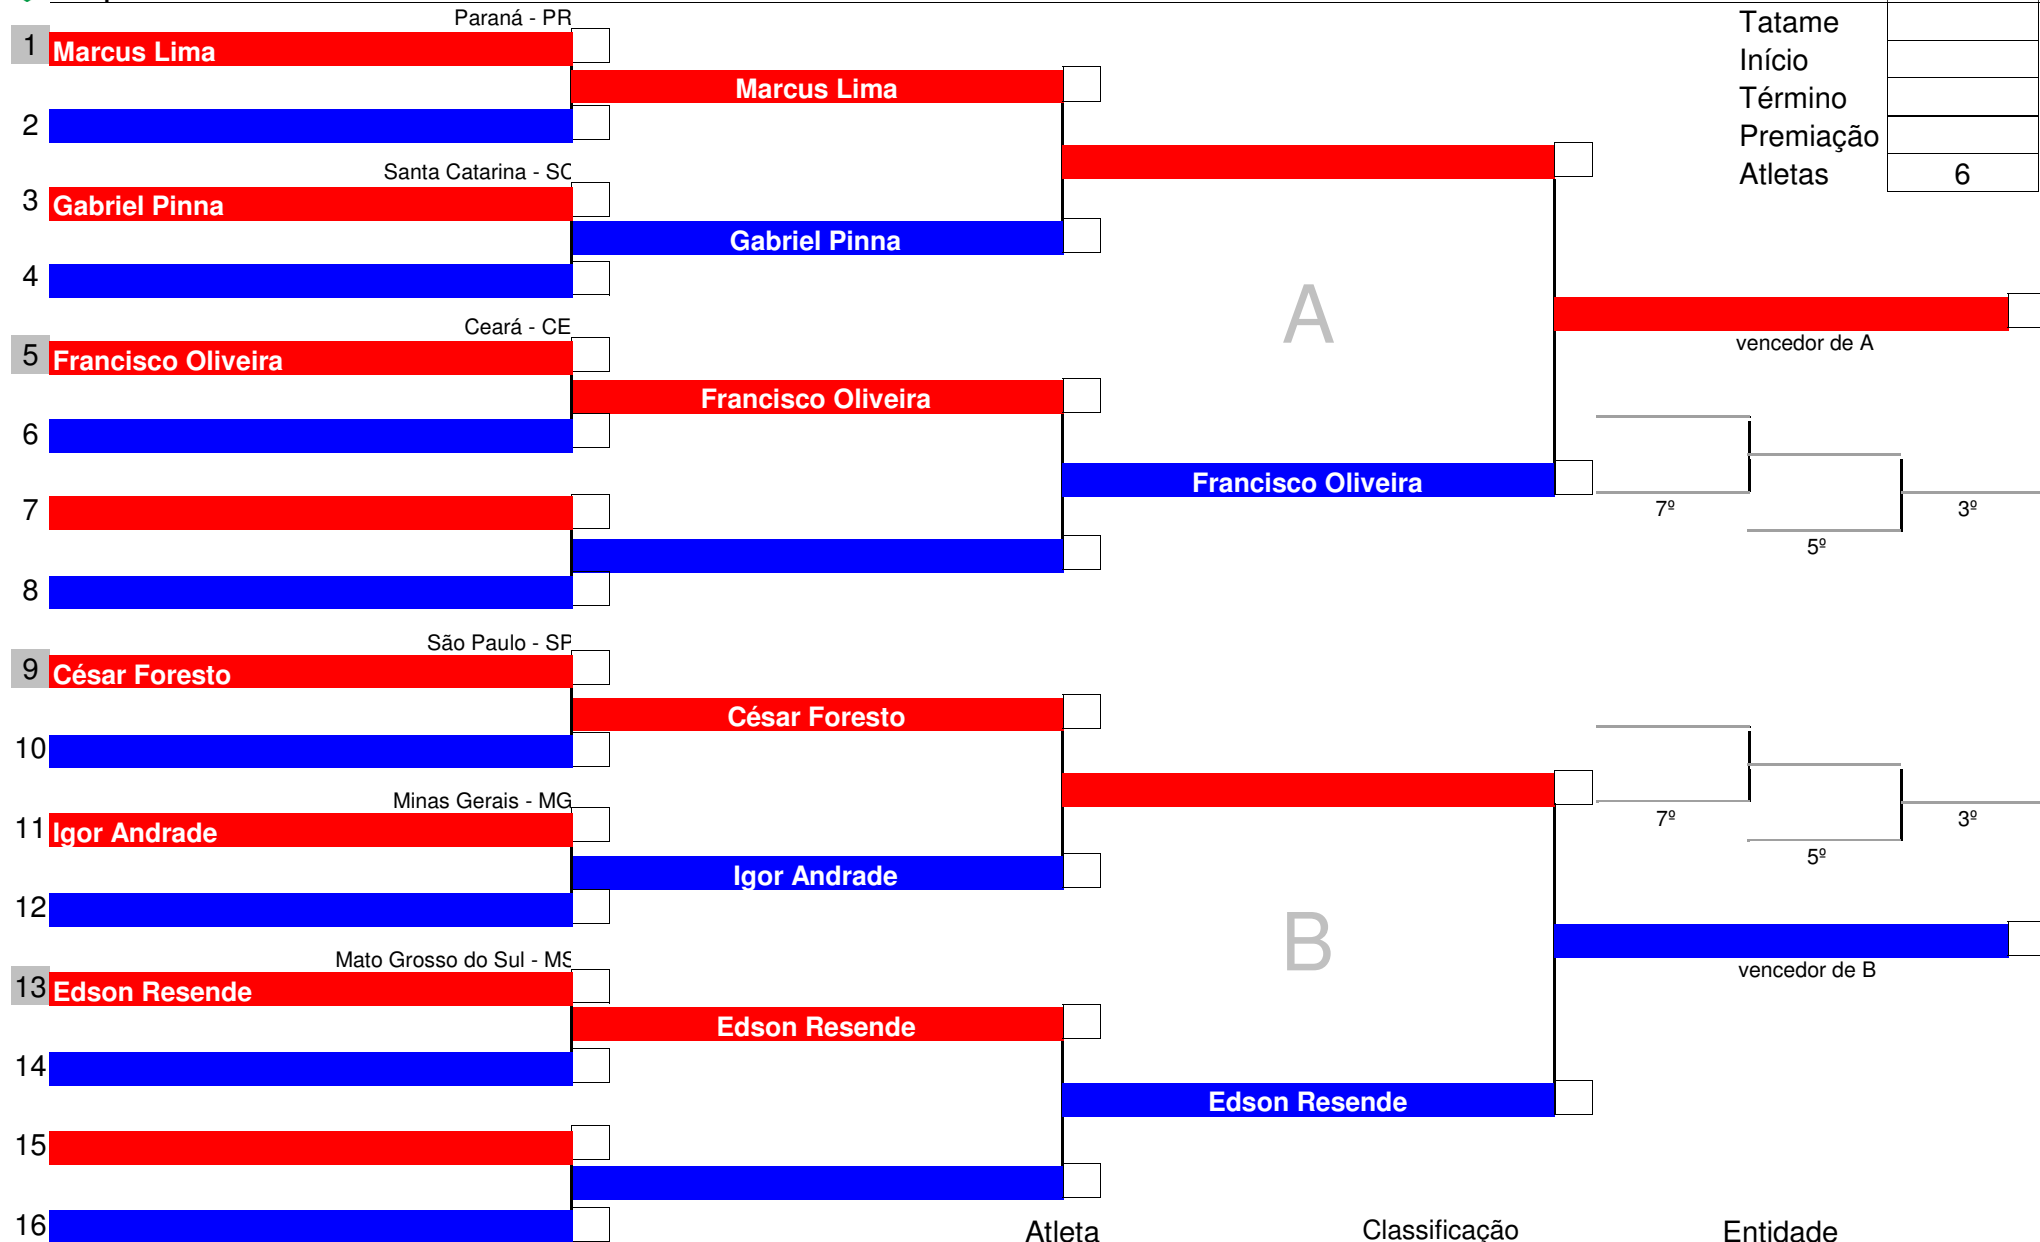 Paraná - PR
Tatame
1 Marcus Lima
Início
Marcus Lima
Término
2
Premiação
Santa Catarina - SC
Atletas 6
3 Gabriel Pinna
Gabriel Pinna
4
A
Ceará - CE
vencedor de A
5 Francisco Oliveira
Francisco Oliveira
6
Francisco Oliveira
7
7º 3º
5º
8
São Paulo - SP
9 César Foresto
César Foresto
10
Minas Gerais - MG
7º 3º
11 Igor Andrade
5º
Igor Andrade
12
B
Mato Grosso do Sul - MS
vencedor de B
13 Edson Resende
Edson Resende
14
Edson Resende
15
16
Atleta Classificação Entidade